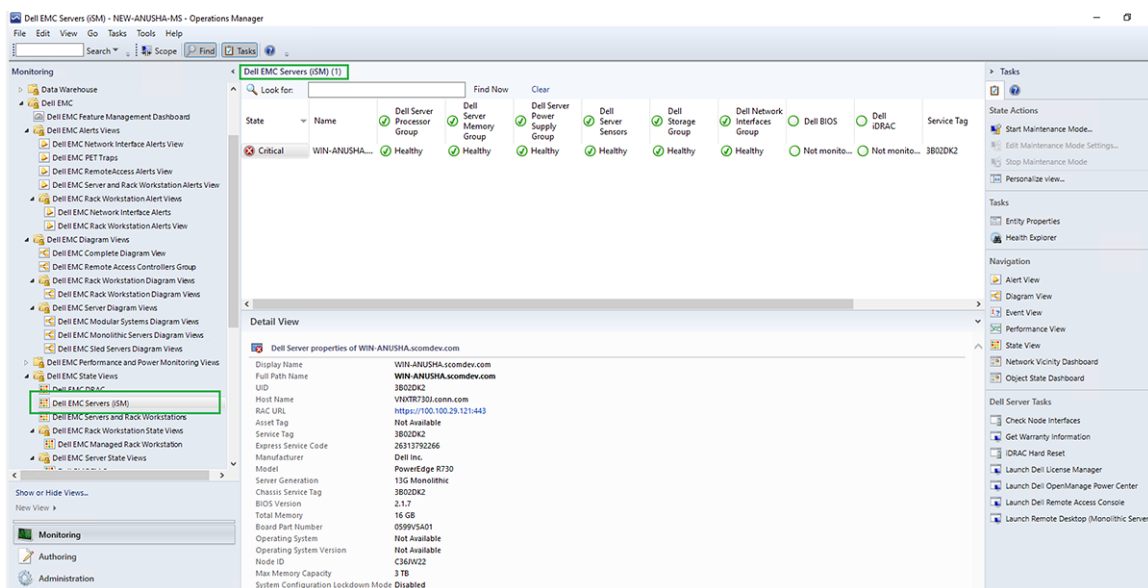 Dell EMC Servers (iSM) - NEW-ANUSHA-MS - Operations Manager
File Edit View Go Tasks Tools Help
Search Scope Find Tasks
Monitoring
Data Warehouse
Dell EMC
Dell EMC Feature Management Dashboard
Dell EMC Alerts Views
Dell EMC Network Interface Alerts View
Dell EMC PET Traps
Dell EMC RemoteAccess Alerts View
Dell EMC Server and Rack Workstation Alerts View
Dell EMC Rack Workstation Alert Views
Dell EMC Network Interface Alerts
Dell EMC Rack Workstation Alerts View
Dell EMC Diagram Views
Dell EMC Complete Diagram View
Dell EMC Remote Access Controllers Group
Dell EMC Rack Workstation Diagram Views
Dell EMC Rack Workstation Diagram Views
Dell EMC Server Diagram Views
Dell EMC Modular Systems Diagram Views
Dell EMC Monolithic Servers Diagram Views
Dell EMC Sled Servers Diagram Views
Dell EMC Performance and Power Monitoring Views
Dell EMC State Views
Dell EMC DRAC
Dell EMC Servers (iSM)
Dell EMC Servers and Rack Workstations
Dell EMC Rack Workstation State Views
Dell EMC Managed Rack Workstation
Dell EMC Server State Views
Show or Hide Views...
New View
Monitoring
Authoring
Administration
Dell EMC Servers (iSM) (1)
Look for: Find Now Clear
State Name Dell Server Processor Group Dell Server Memory Group Dell Server Power Supply Group Dell Server Sensors Dell Storage Group Dell Network Interfaces Group Dell BIOS Dell iDRAC Service Tag
Critical WIN-ANUSHA.... Healthy Healthy Healthy Healthy Healthy Healthy Not monito... Not monito... 3B02DK2
Detail View
Dell Server properties of WIN-ANUSHA.scomdev.com
Display Name WIN-ANUSHA.scomdev.com
Full Path Name WIN-ANUSHA.scomdev.com
UID 3B02DK2
Host Name VNXTR730J.conn.com
RAC URL https://100.100.29.121:443
Asset Tag Not Available
Service Tag 3B02DK2
Express Service Code 26313792266
Manufacturer Dell Inc.
Model PowerEdge R730
Server Generation 13G Monolithic
Chassis Service Tag 3B02DK2
BIOS Version 2.1.7
Total Memory 16 GB
Board Part Number 0599V5A01
Operating System Not Available
Operating System Version Not Available
Node ID C36JW22
Max Memory Capacity 3 TB
System Configuration Lockdown Mode Disabled
Tasks
State Actions
Start Maintenance Mode...
Edit Maintenance Mode Settings...
Stop Maintenance Mode
Personalize view...
Tasks
Entity Properties
Health Explorer
Navigation
Alert View
Diagram View
Event View
Performance View
State View
Network Vicinity Dashboard
Object State Dashboard
Dell Server Tasks
Check Node Interfaces
Get Warranty Information
iDRAC Hard Reset
Launch Dell License Manager
Launch Dell OpenManage Power Center
Launch Dell Remote Access Console
Launch Remote Desktop (Monolithic Server